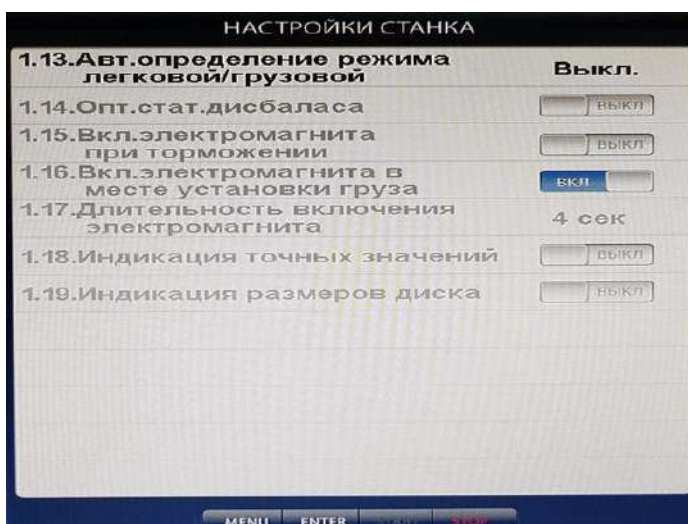 НАСТРОЙКИ СТАНКА
1.13.Авт.определение режима
легковой/грузовой
Выкл.
1.14.Опт.стат.дисбаласа
ВЫКЛ
1.15.Вкл.электромагнита
при торможении
ВЫКЛ
1.16.Вкл.электромагнита в
месте установки груза
ВКЛ
1.17.Длительность включения
электромагнита
4 сек
1.18.Индикация точных значений
ВЫКЛ
1.19.Индикация размеров диска
ВЫКЛ
MENU ENTER START STOP